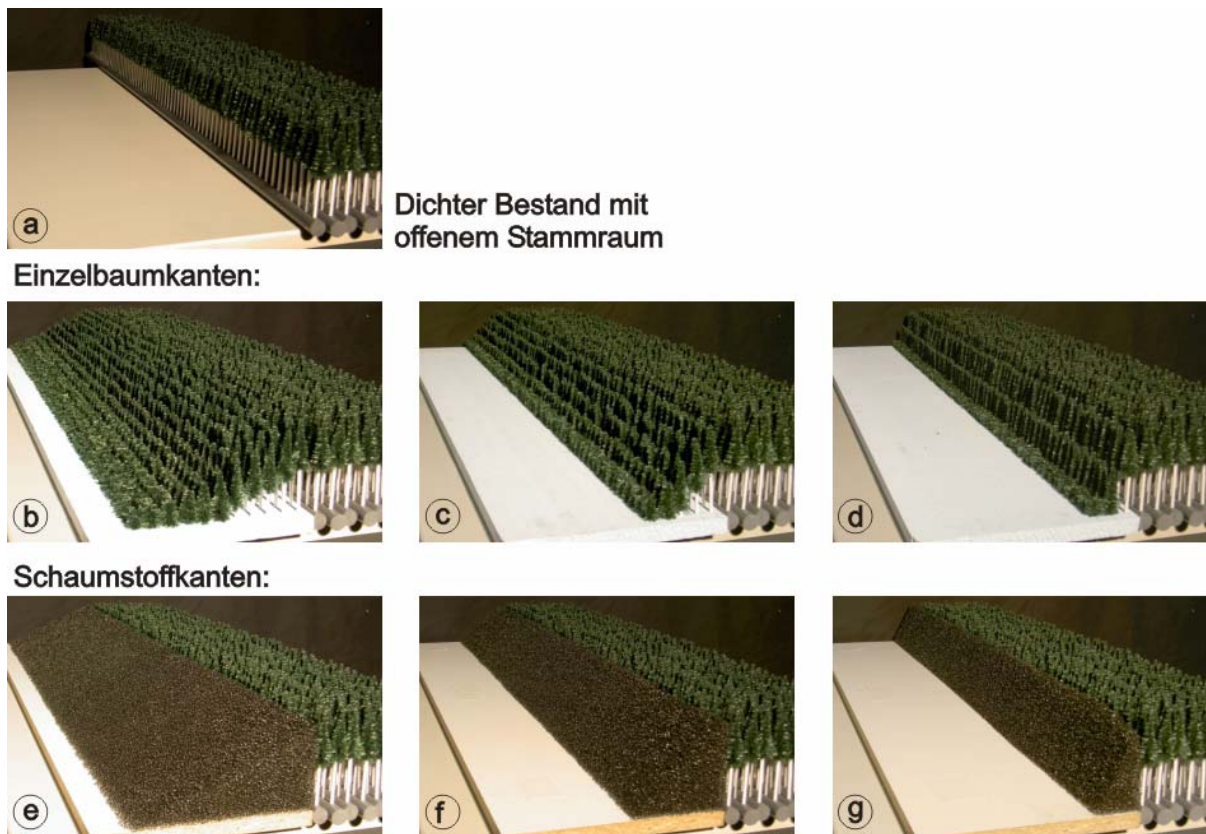 a
Dichter Bestand mit
offenem Stammraum
Einzelbaumkanten:
b
c
d
Schaumstoffkanten:
e
f
g